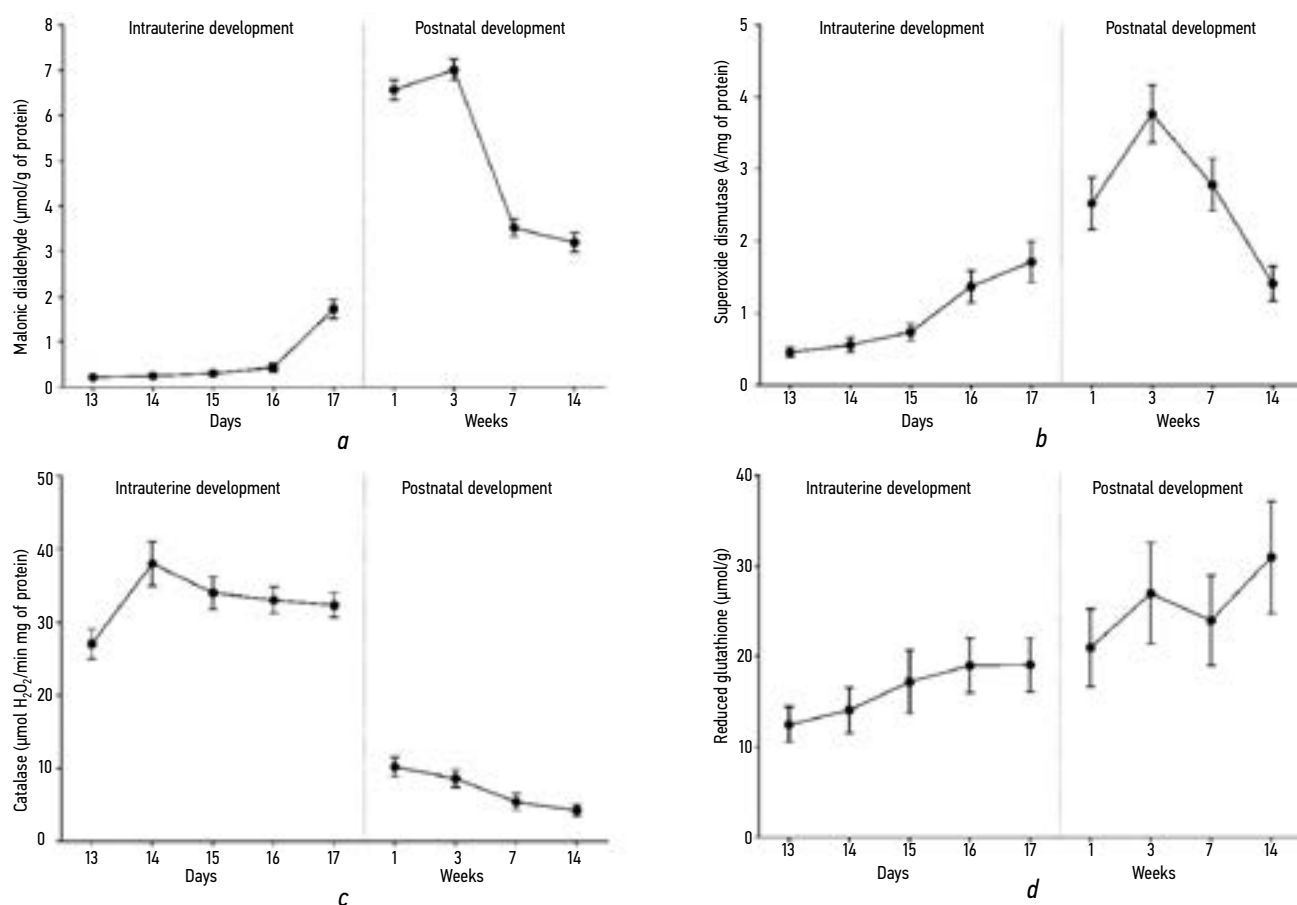 Intrauterine development
Postnatal development
Malonic dialdehyde (µmol/g of protein)
8
7
6
5
4
3
2
1
0
13 14 15 16 17 1 3 7 14
Days Weeks
a
Intrauterine development
Postnatal development
Superoxide dismutase (A/mg of protein)
5
4
3
2
1
0
13 14 15 16 17 1 3 7 14
Days Weeks
b
Intrauterine development
Postnatal development
Catalase (µmol H₂O₂/min mg of protein)
50
40
30
20
10
0
13 14 15 16 17 1 3 7 14
Days Weeks
c
Intrauterine development
Postnatal development
Reduced glutathione (µmol/g)
40
30
20
10
0
13 14 15 16 17 1 3 7 14
Days Weeks
d